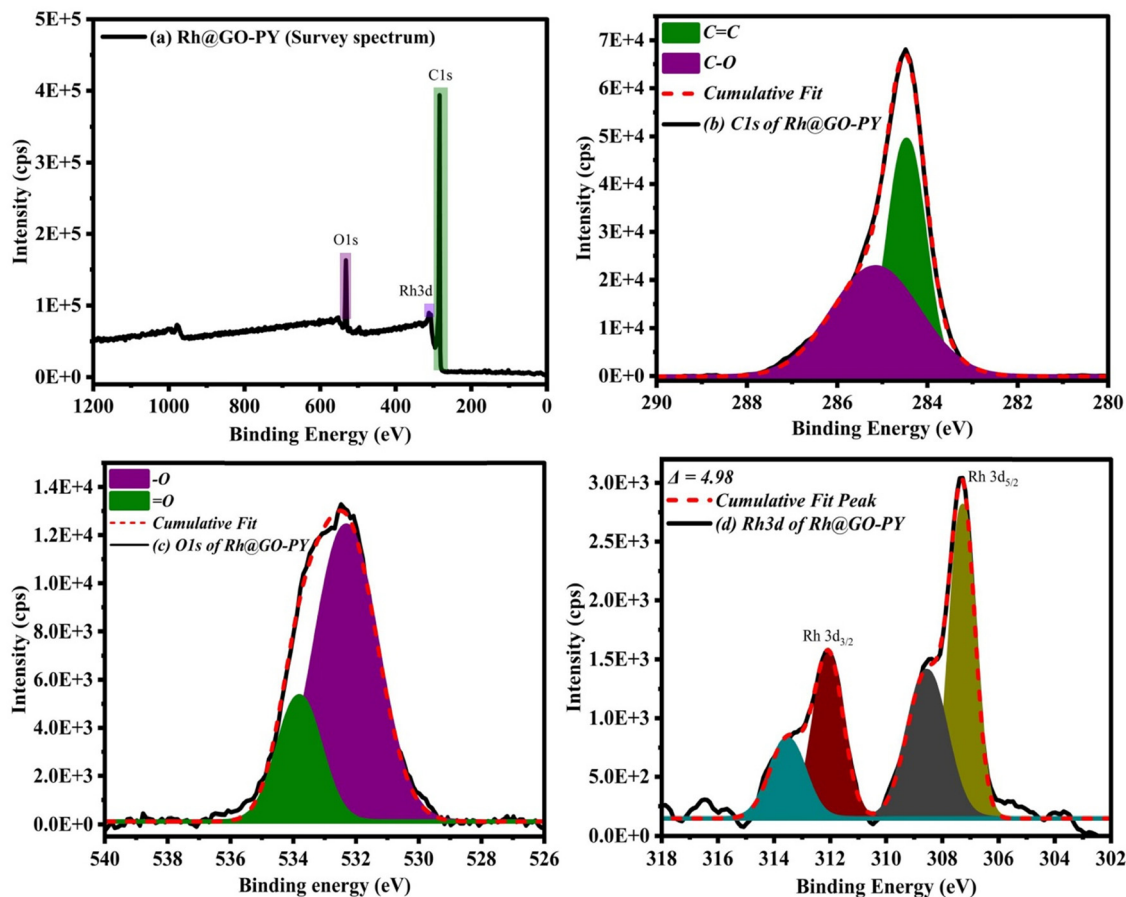 (a) Rh@GO-PY (Survey spectrum)
C1s
O1s
Rh3d
5E+5
4E+5
3E+5
2E+5
1E+5
0E+0
1200 1000 800 600 400 200 0
Intensity (cps)
Binding Energy (eV)
C=C
C-O
Cumulative Fit
(b) C1s of Rh@GO-PY
7E+4
6E+4
5E+4
4E+4
3E+4
2E+4
1E+4
0E+0
290 288 286 284 282 280
Intensity (cps)
Binding Energy (eV)
-O
=O
Cumulative Fit
(c) O1s of Rh@GO-PY
1.4E+4
1.2E+4
1.0E+4
8.0E+3
6.0E+3
4.0E+3
2.0E+3
0.0E+0
540 538 536 534 532 530 528 526
Intensity (cps)
Binding energy (eV)
Δ = 4.98
Cumulative Fit Peak
(d) Rh3d of Rh@GO-PY
Rh 3d5/2
Rh 3d3/2
3.0E+3
2.5E+3
2.0E+3
1.5E+3
1.0E+3
5.0E+2
0.0E+0
318 316 314 312 310 308 306 304 302
Intensity (cps)
Binding Energy (eV)